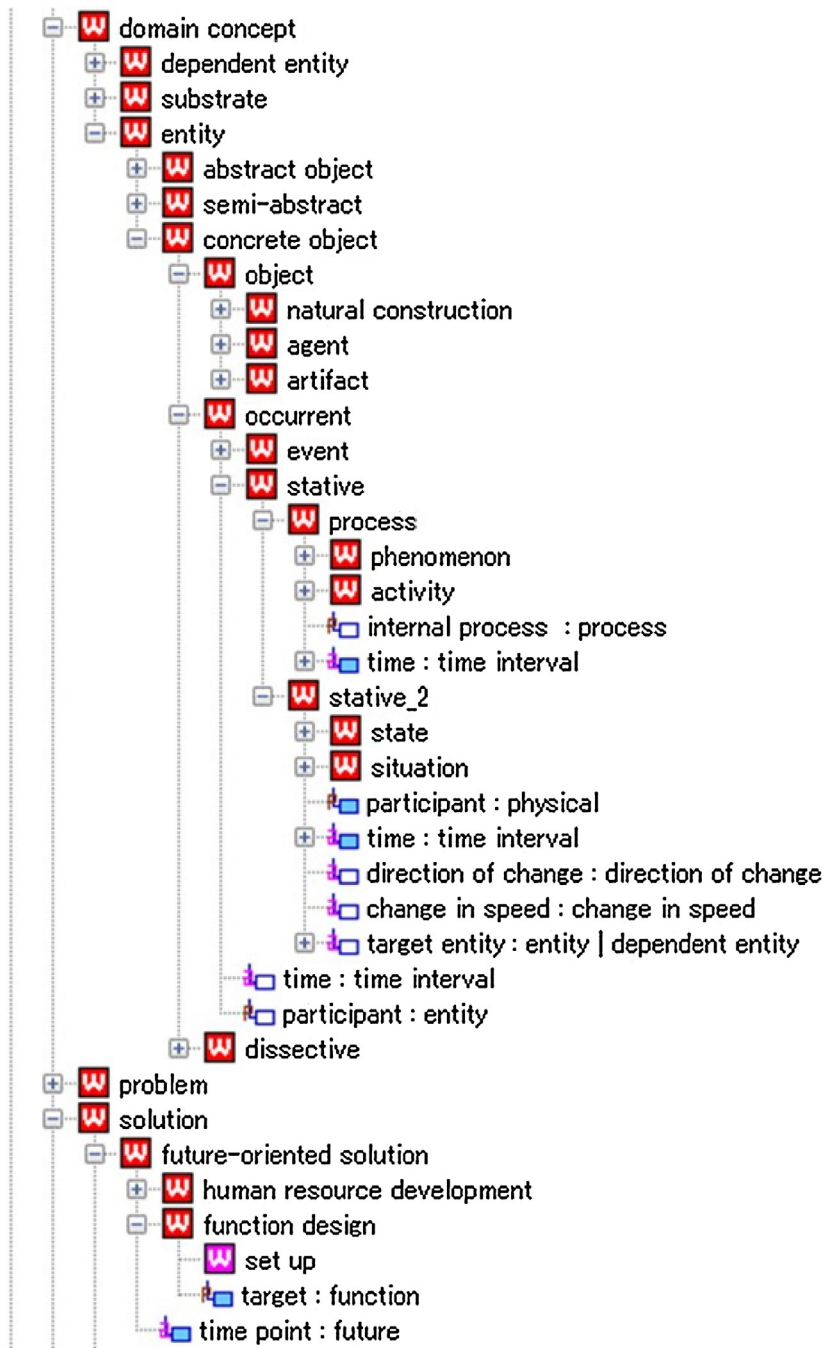 domain concept
dependent entity
substrate
entity
abstract object
semi-abstract
concrete object
object
natural construction
agent
artifact
occurrent
event
stative
process
phenomenon
activity
internal process : process
time : time interval
stative_2
state
situation
participant : physical
time : time interval
direction of change : direction of change
change in speed : change in speed
target entity : entity | dependent entity
time : time interval
participant : entity
dissective
problem
solution
future-oriented solution
human resource development
function design
set up
target : function
time point : future